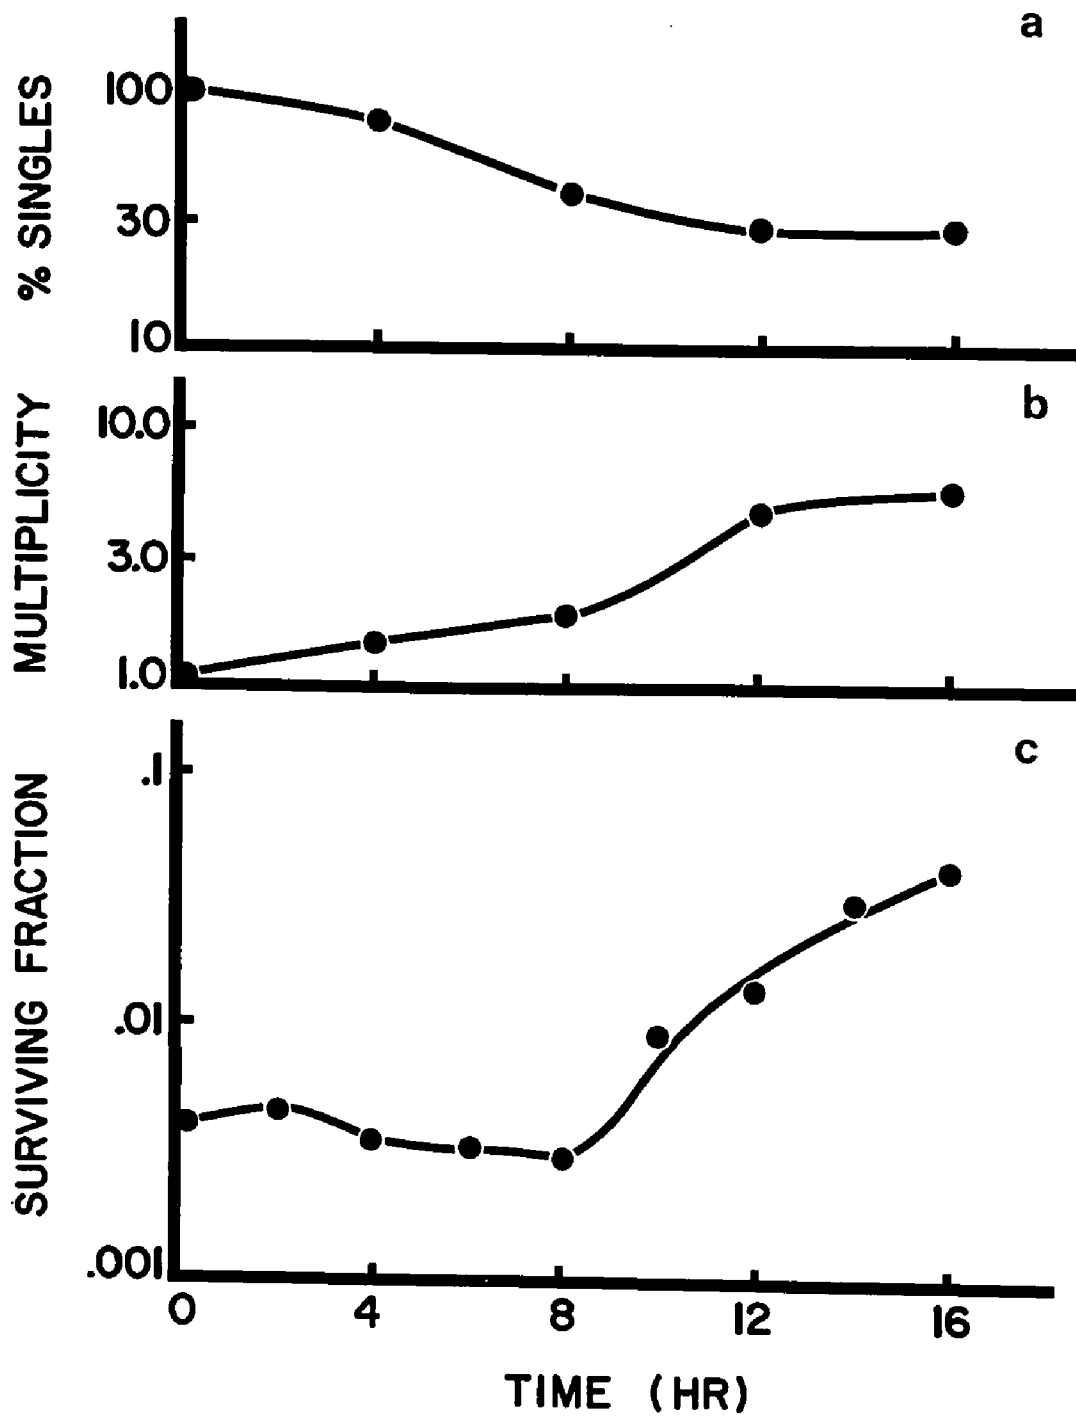 a
% SINGLES
100
30
10
b
MULTIPLICITY
10.0
3.0
1.0
c
SURVIVING FRACTION
.1
.01
.001
0 4 8 12 16
TIME (HR)